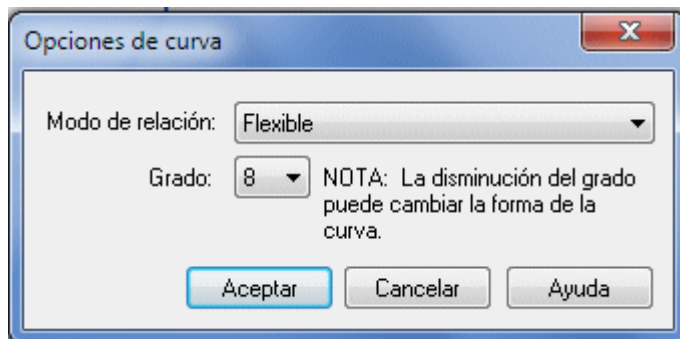 Opciones de curva
Modo de relación: Flexible
Grado: 8 NOTA: La disminución del grado
puede cambiar la forma de la
curva.
Aceptar Cancelar Ayuda